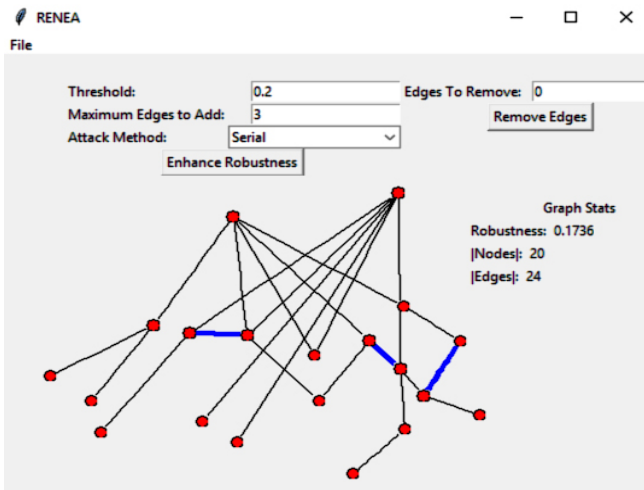 RENEA
File
Threshold: 0.2 Edges To Remove: 0
Maximum Edges to Add: 3 Remove Edges
Attack Method: Serial
Enhance Robustness
Graph Stats
Robustness: 0.1736
|Nodes|: 20
|Edges|: 24